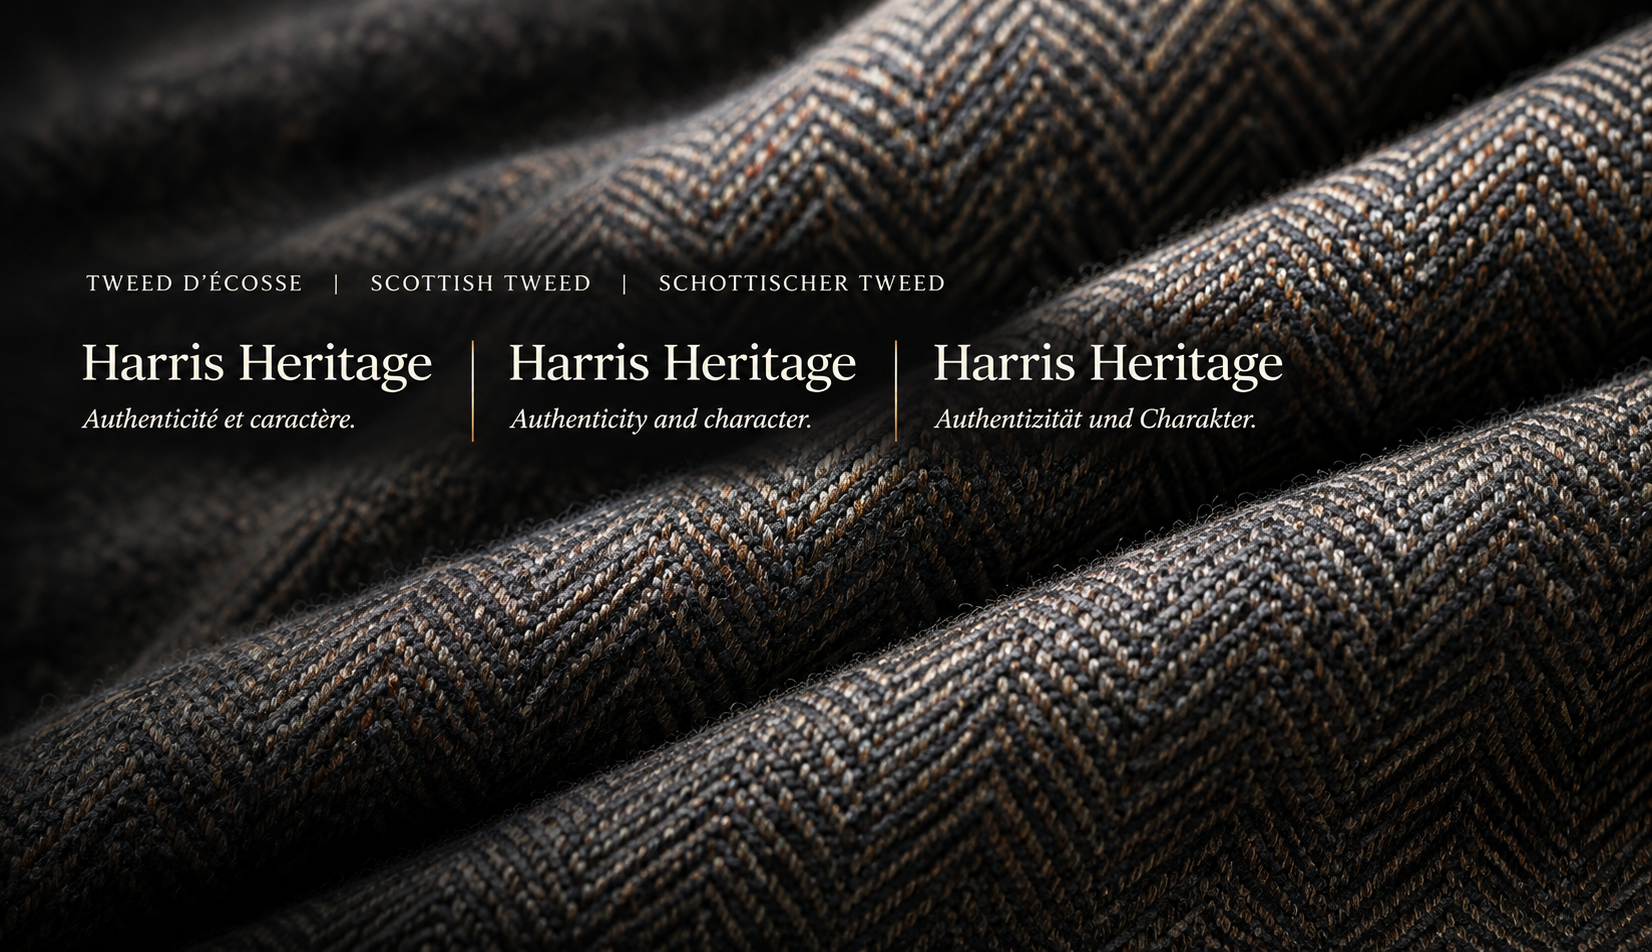 TWEED D’ÉCOSSE | SCOTTISH TWEED | SCHOTTISCHER TWEED
Harris Heritage | Harris Heritage | Harris Heritage
Authenticité et caractère. | Authenticity and character. | Authentizität und Charakter.